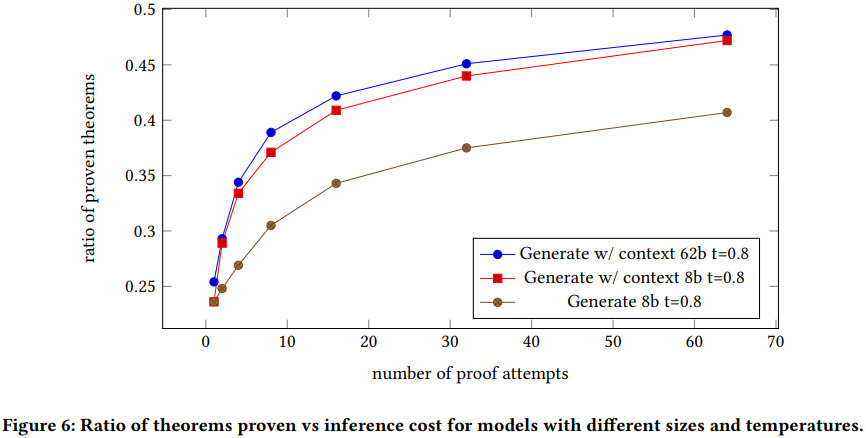 0.5
0.45
0.4
0.35
0.3
0.25
ratio of proven theorems
Generate w/ context 62b t=0.8
Generate w/ context 8b t=0.8
Generate 8b t=0.8
0 10 20 30 40 50 60 70
number of proof attempts
Figure 6: Ratio of theorems proven vs inference cost for models with different sizes and temperatures.